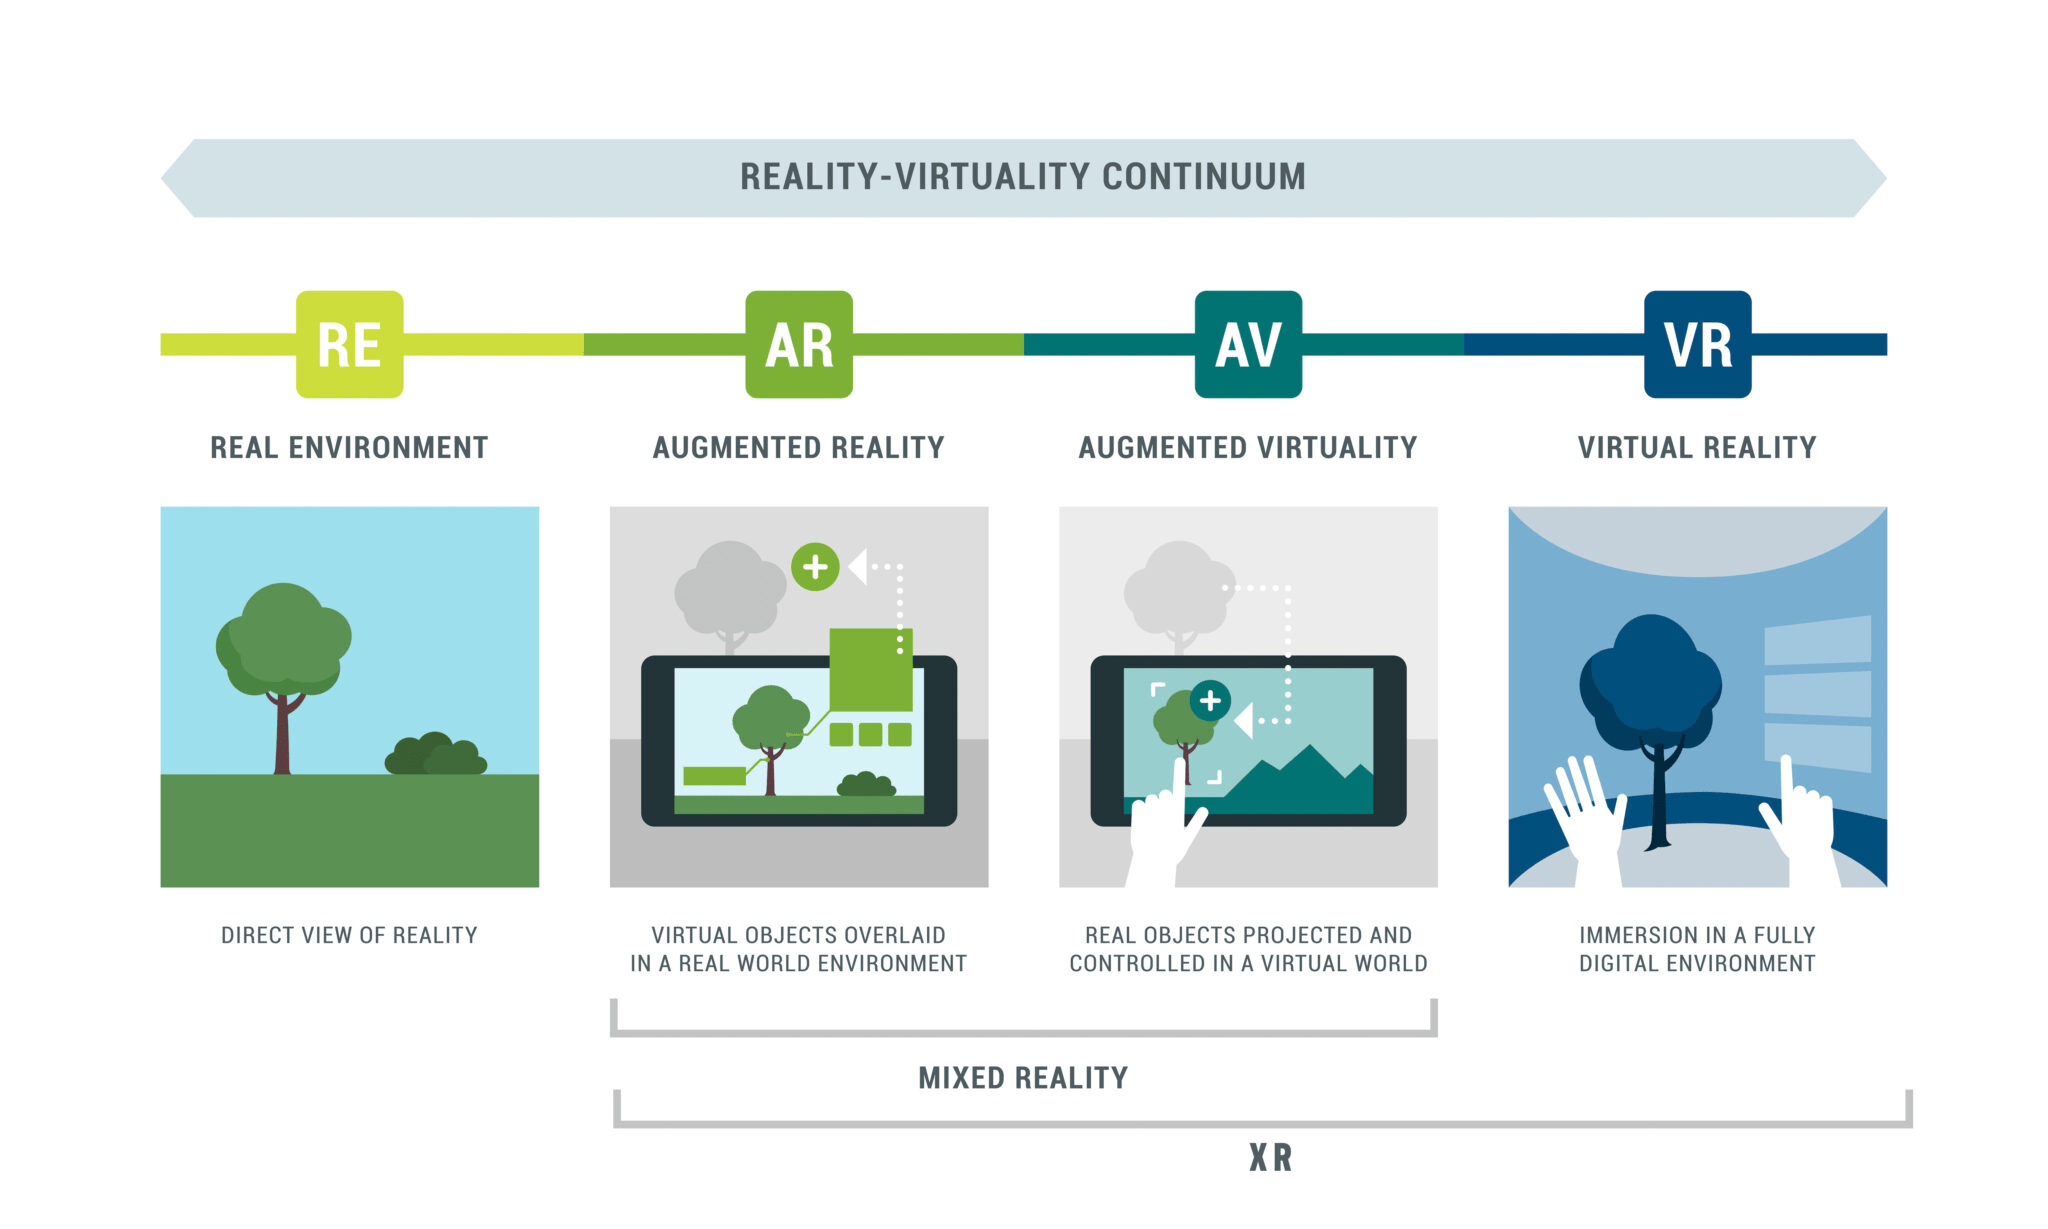 REALITY-VIRTUALITY CONTINUUM
RE
AR
AV
VR
REAL ENVIRONMENT
AUGMENTED REALITY
AUGMENTED VIRTUALITY
VIRTUAL REALITY
DIRECT VIEW OF REALITY
VIRTUAL OBJECTS OVERLAID
IN A REAL WORLD ENVIRONMENT
REAL OBJECTS PROJECTED AND
CONTROLLED IN A VIRTUAL WORLD
IMMERSION IN A FULLY
DIGITAL ENVIRONMENT
MIXED REALITY
XR